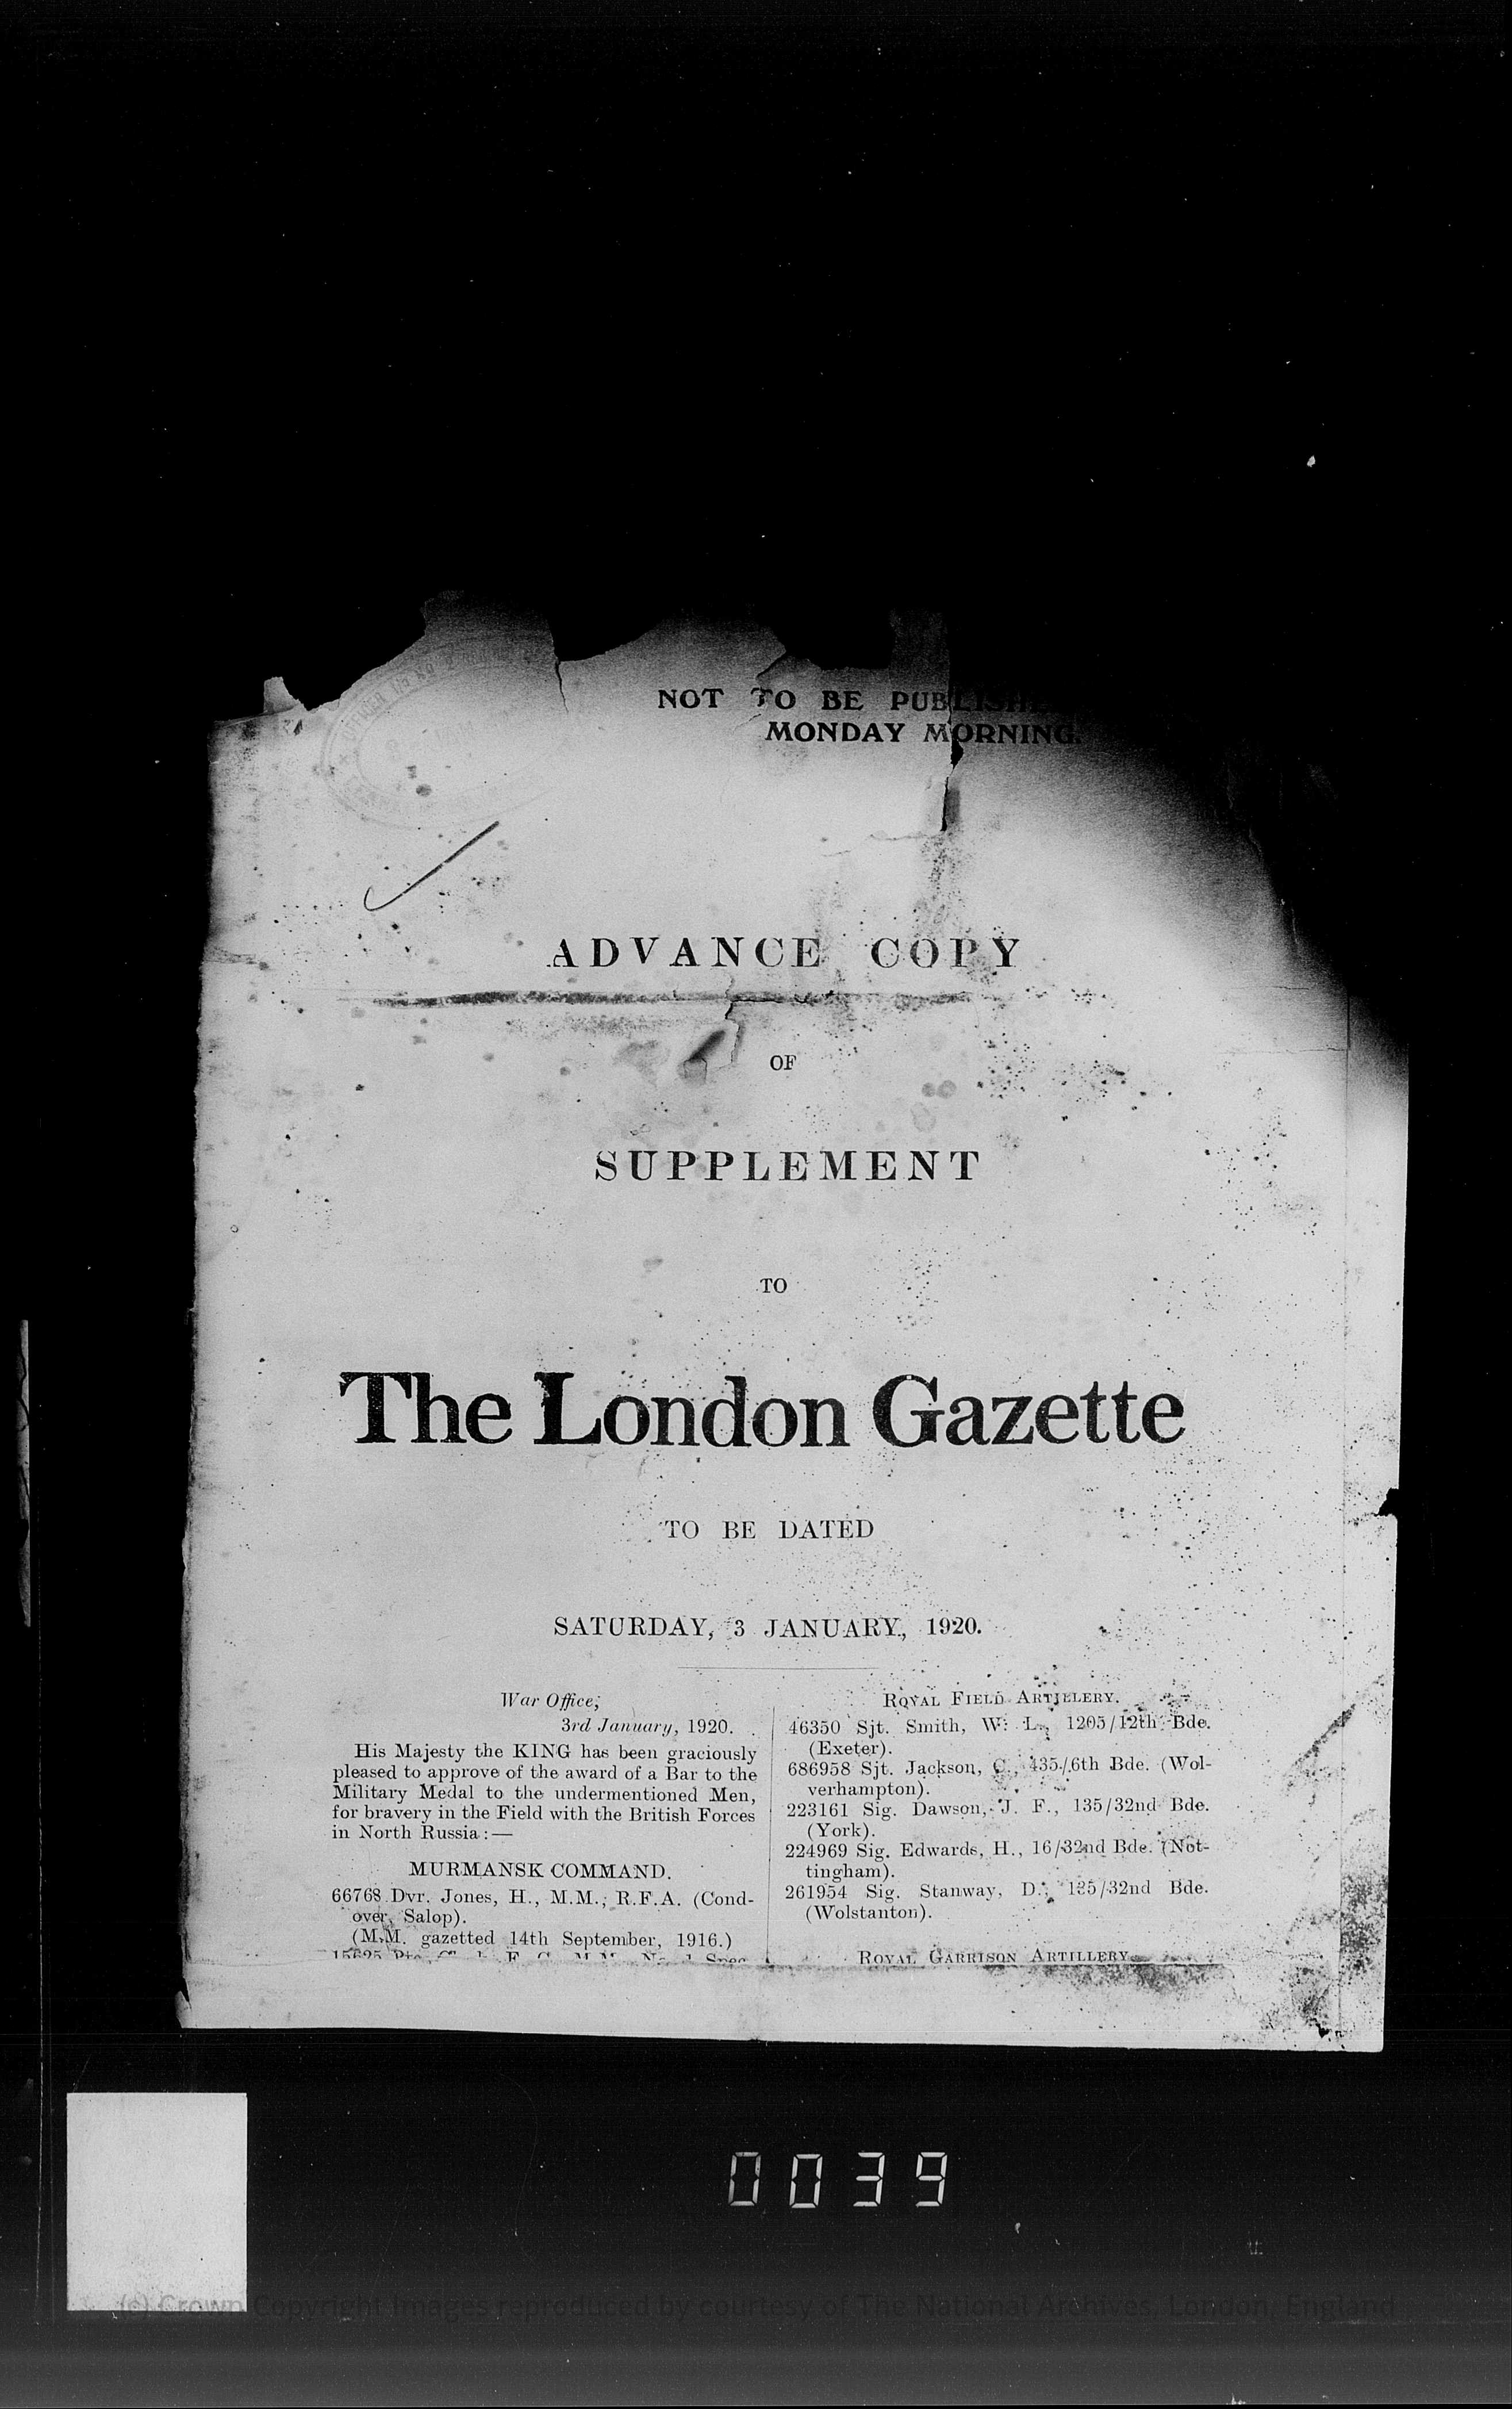 NOT TO BE PUBLISHE
MONDAY MORNING.
ADVANCE COPY
OF
SUPPLEMENT
TO
The London Gazette
TO BE DATED
SATURDAY, 3 JANUARY, 1920.
War Office,
3rd January, 1920.
His Majesty the KING has been graciously
pleased to approve of the award of a Bar to the
Military Medal to the undermentioned Men,
for bravery in the Field with the British Forces
in North Russia:—
MURMANSK COMMAND.
66768 Dvr. Jones, H., M.M., R.F.A. (Cond-
over, Salop).
(M.M. gazetted 14th September, 1916.)
ROYAL FIELD ARTILLERY.
46350 Sjt. Smith, W. L., 1205/12th Bde.
(Exeter).
686958 Sjt. Jackson, C., 435/6th Bde. (Wol-
verhampton).
223161 Sig. Dawson, J. F., 135/32nd Bde.
(York).
224969 Sig. Edwards, H., 16/32nd Bde. (Not-
tingham).
261954 Sig. Stanway, D., 135/32nd Bde.
(Wolstanton).
ROYAL GARRISON ARTILLERY
0039
(c) Crown Copyright Images reproduced by courtesy of The National Archives, London, England